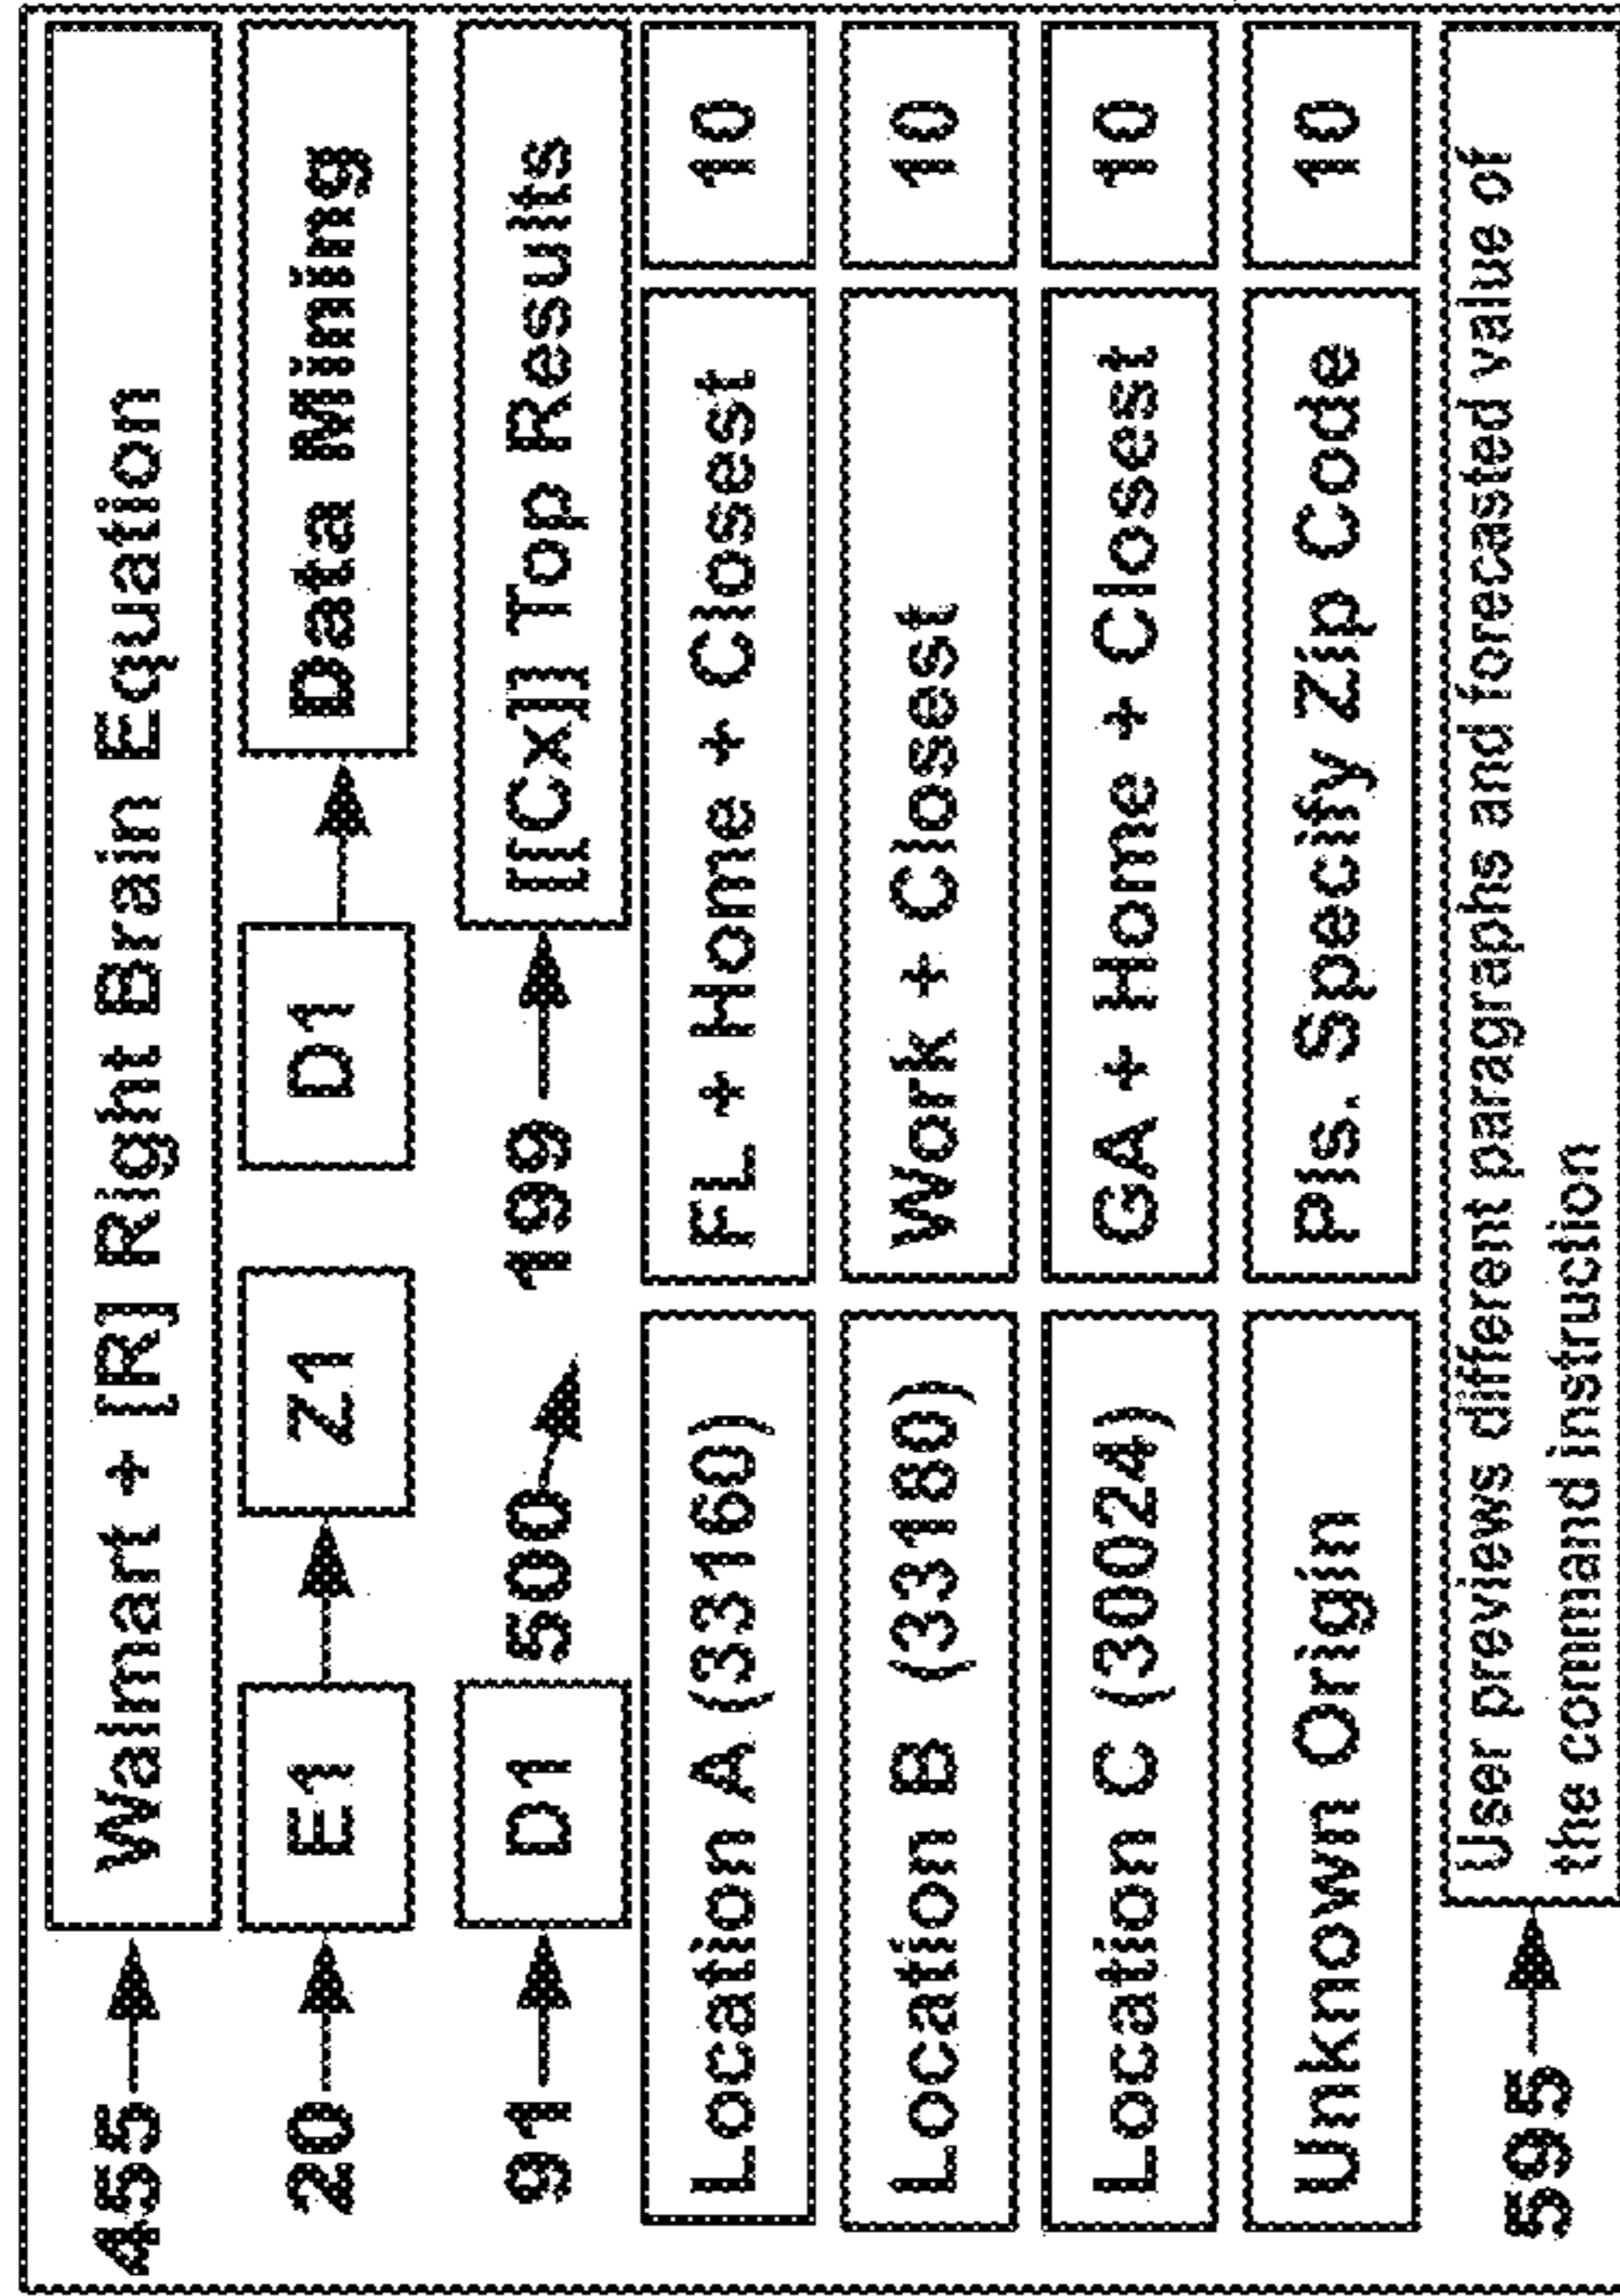 455 Walmart + [R] Right Brain Equation
20 E1 Z1 D1 Data Mining
91 D1 500 199 [[Cx]] Top Results
Location A (33160) FL + Home + Closest 10
Location B (33180) Work + Closest 10
Location C (30024) GA + Home + Closest 10
Unknown Origin Pls. Specify Zip Code 10
595 User previews different paragraphs and forecasted value of
the command instruction